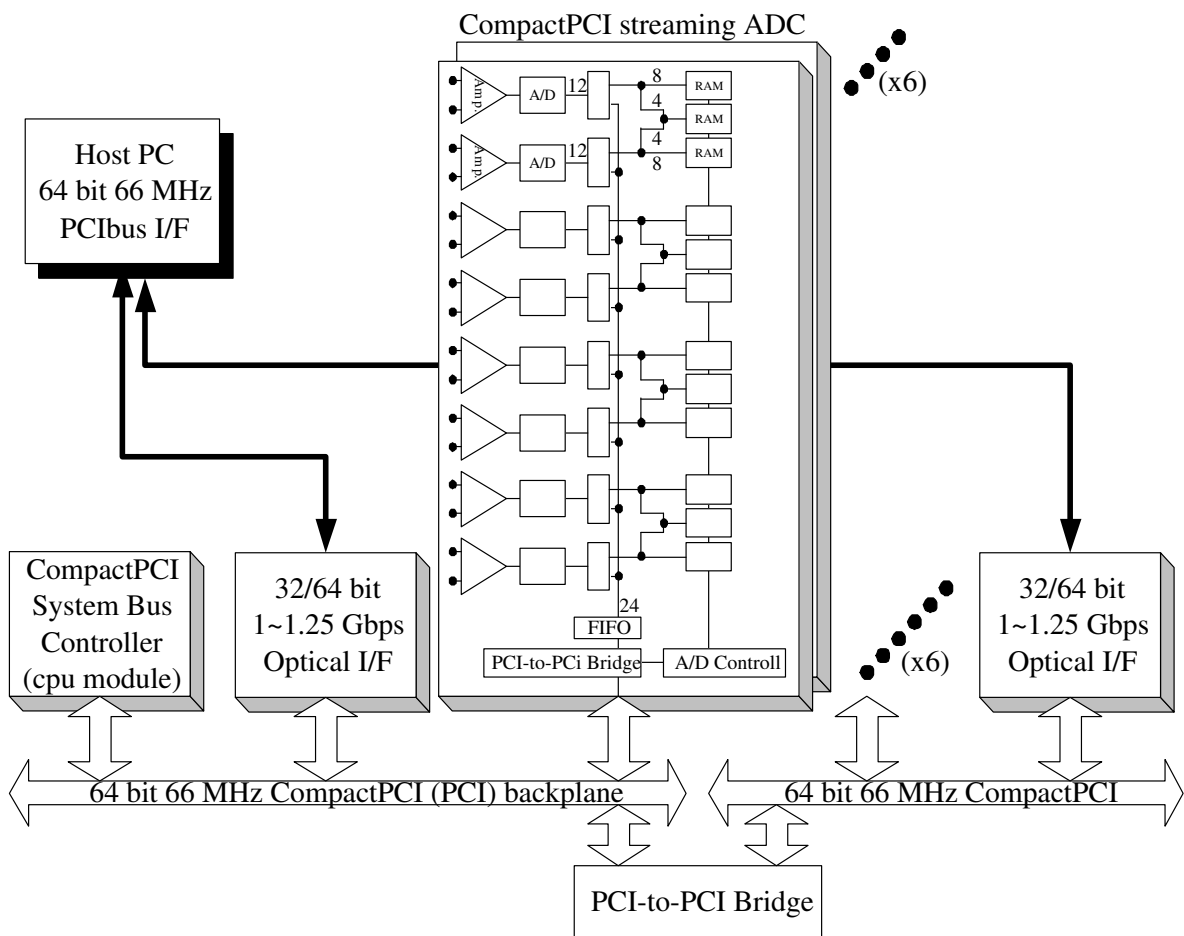 CompactPCI streaming ADC
(x6)
Amp.
A/D
12
8
RAM
4
RAM
Amp.
A/D
12
4
8
RAM
Host PC
64 bit 66 MHz
PCIbus I/F
CompactPCI
System Bus
Controller
(cpu module)
32/64 bit
1~1.25 Gbps
Optical I/F
24
FIFO
PCI-to-PCi Bridge
A/D Controll
(x6)
32/64 bit
1~1.25 Gbps
Optical I/F
64 bit 66 MHz CompactPCI (PCI) backplane
64 bit 66 MHz CompactPCI
PCI-to-PCI Bridge